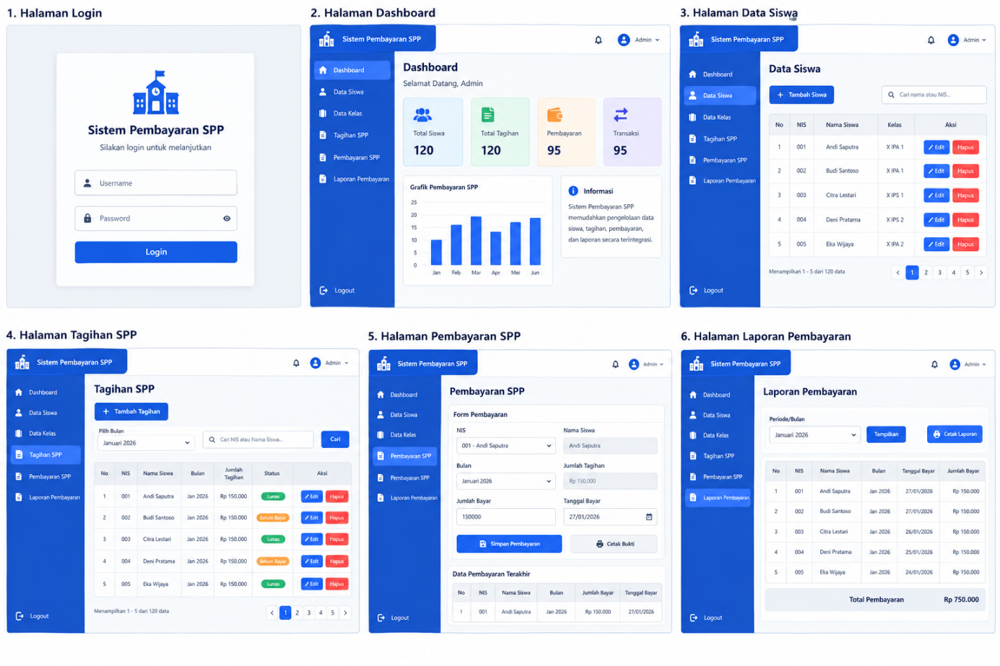 1. Halaman Login
Sistem Pembayaran SPP
Silakan login untuk melanjutkan
Username
Password
Login
2. Halaman Dashboard
Sistem Pembayaran SPP
Admin
Dashboard
Data Siswa
Data Kelas
Tagihan SPP
Pembayaran SPP
Laporan Pembayaran
Logout
Dashboard
Selamat Datang, Admin
Total Siswa
120
Total Tagihan
120
Pembayaran
95
Transaksi
95
Grafik Pembayaran SPP
25
20
15
10
5
0
Jan Feb Mar Apr Mei Jun
Informasi
Sistem Pembayaran SPP
memudahkan pengelolaan data
siswa, tagihan, pembayaran,
dan laporan secara terintegrasi.
3. Halaman Data Siswa
Sistem Pembayaran SPP
Admin
Dashboard
Data Siswa
Data Kelas
Tagihan SPP
Pembayaran SPP
Laporan Pembayaran
Logout
Data Siswa
+ Tambah Siswa
Cari nama atau NIS...
No NIS Nama Siswa Kelas Aksi
1 001 Andi Saputra X IPA 1 Edit Hapus
2 002 Budi Santoso X IPA 1 Edit Hapus
3 003 Citra Lestari X IPS 1 Edit Hapus
4 004 Deni Pratama X IPS 2 Edit Hapus
5 005 Eka Wijaya X IPA 2 Edit Hapus
Menampilkan 1 - 5 dari 120 data
< 1 2 3 4 5 >
4. Halaman Tagihan SPP
Sistem Pembayaran SPP
Admin
Dashboard
Data Siswa
Data Kelas
Tagihan SPP
Pembayaran SPP
Laporan Pembayaran
Logout
Tagihan SPP
+ Tambah Tagihan
Pilih Bulan
Januari 2026
Cari NIS atau Nama Siswa...
Cari
No NIS Nama Siswa Bulan Jumlah Tagihan Status Aksi
1 001 Andi Saputra Jan 2026 Rp 150.000 Lunas Edit Hapus
2 002 Budi Santoso Jan 2026 Rp 150.000 Belum Bayar Edit Hapus
3 003 Citra Lestari Jan 2026 Rp 150.000 Lunas Edit Hapus
4 004 Deni Pratama Jan 2026 Rp 150.000 Belum Bayar Edit Hapus
5 005 Eka Wijaya Jan 2026 Rp 150.000 Lunas Edit Hapus
Menampilkan 1 - 5 dari 120 data
< 1 2 3 4 5 >
5. Halaman Pembayaran SPP
Sistem Pembayaran SPP
Admin
Dashboard
Data Siswa
Data Kelas
Pembayaran SPP
Pembayaran SPP
Laporan Pembayaran
Logout
Pembayaran SPP
Form Pembayaran
NIS
001 - Andi Saputra
Nama Siswa
Andi Saputra
Bulan
Januari 2026
Jumlah Tagihan
Rp 150.000
Jumlah Bayar
150000
Tanggal Bayar
27/01/2026
Simpan Pembayaran
Cetak Bukti
Data Pembayaran Terakhir
No NIS Nama Siswa Bulan Jumlah Bayar Tanggal Bayar
1 001 Andi Saputra Jan 2026 Rp 150.000 27/01/2026
6. Halaman Laporan Pembayaran
Sistem Pembayaran SPP
Admin
Dashboard
Data Siswa
Data Kelas
Tagihan SPP
Pembayaran SPP
Laporan Pembayaran
Logout
Laporan Pembayaran
Periode/Bulan
Januari 2026
Tampilkan
Cetak Laporan
No NIS Nama Siswa Bulan Tanggal Bayar Jumlah Bayar
1 001 Andi Saputra Jan 2026 27/01/2026 Rp 150.000
2 002 Budi Santoso Jan 2026 27/01/2026 Rp 150.000
3 003 Citra Lestari Jan 2026 26/01/2026 Rp 150.000
4 004 Deni Pratama Jan 2026 25/01/2026 Rp 150.000
5 005 Eka Wijaya Jan 2026 24/01/2026 Rp 150.000
Total Pembayaran Rp 750.000